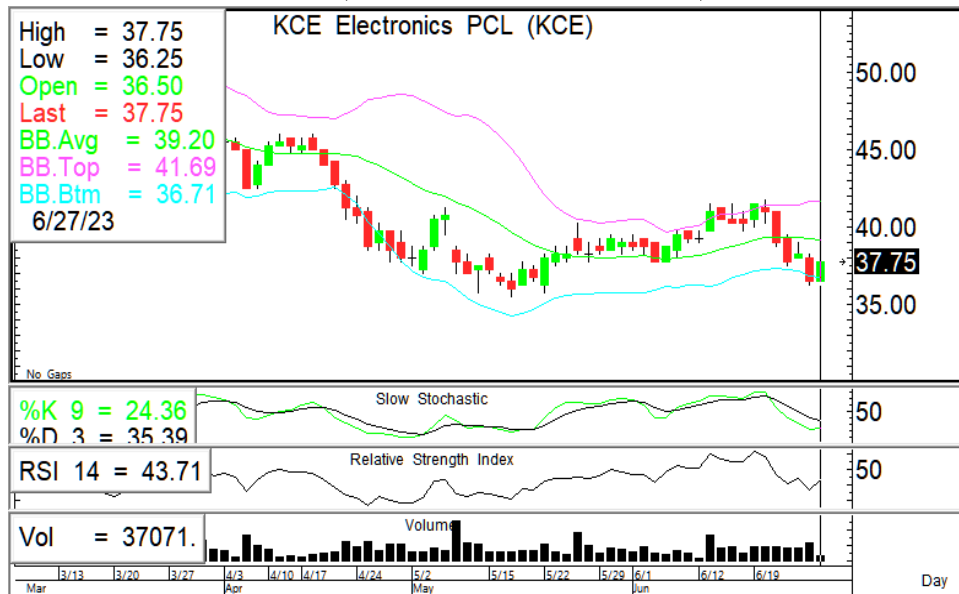 KCE Electronics PCL (KCE)
High = 37.75
Low = 36.25
Open = 36.50
Last = 37.75
BB.Avg = 39.20
BB.Top = 41.69
BB.Btm = 36.71
6/27/23
50.00
45.00
40.00
37.75
35.00
No Gaps
Slow Stochastic
%K 9 = 24.36
%D 3 = 35.39
50
Relative Strength Index
RSI 14 = 43.71
50
Volume
Vol = 37071.
3/13 3/20 3/27 4/3 4/10 4/17 4/24 5/2 5/15 5/22 5/29 6/1 6/12 6/19
Mar Apr May Jun
Day